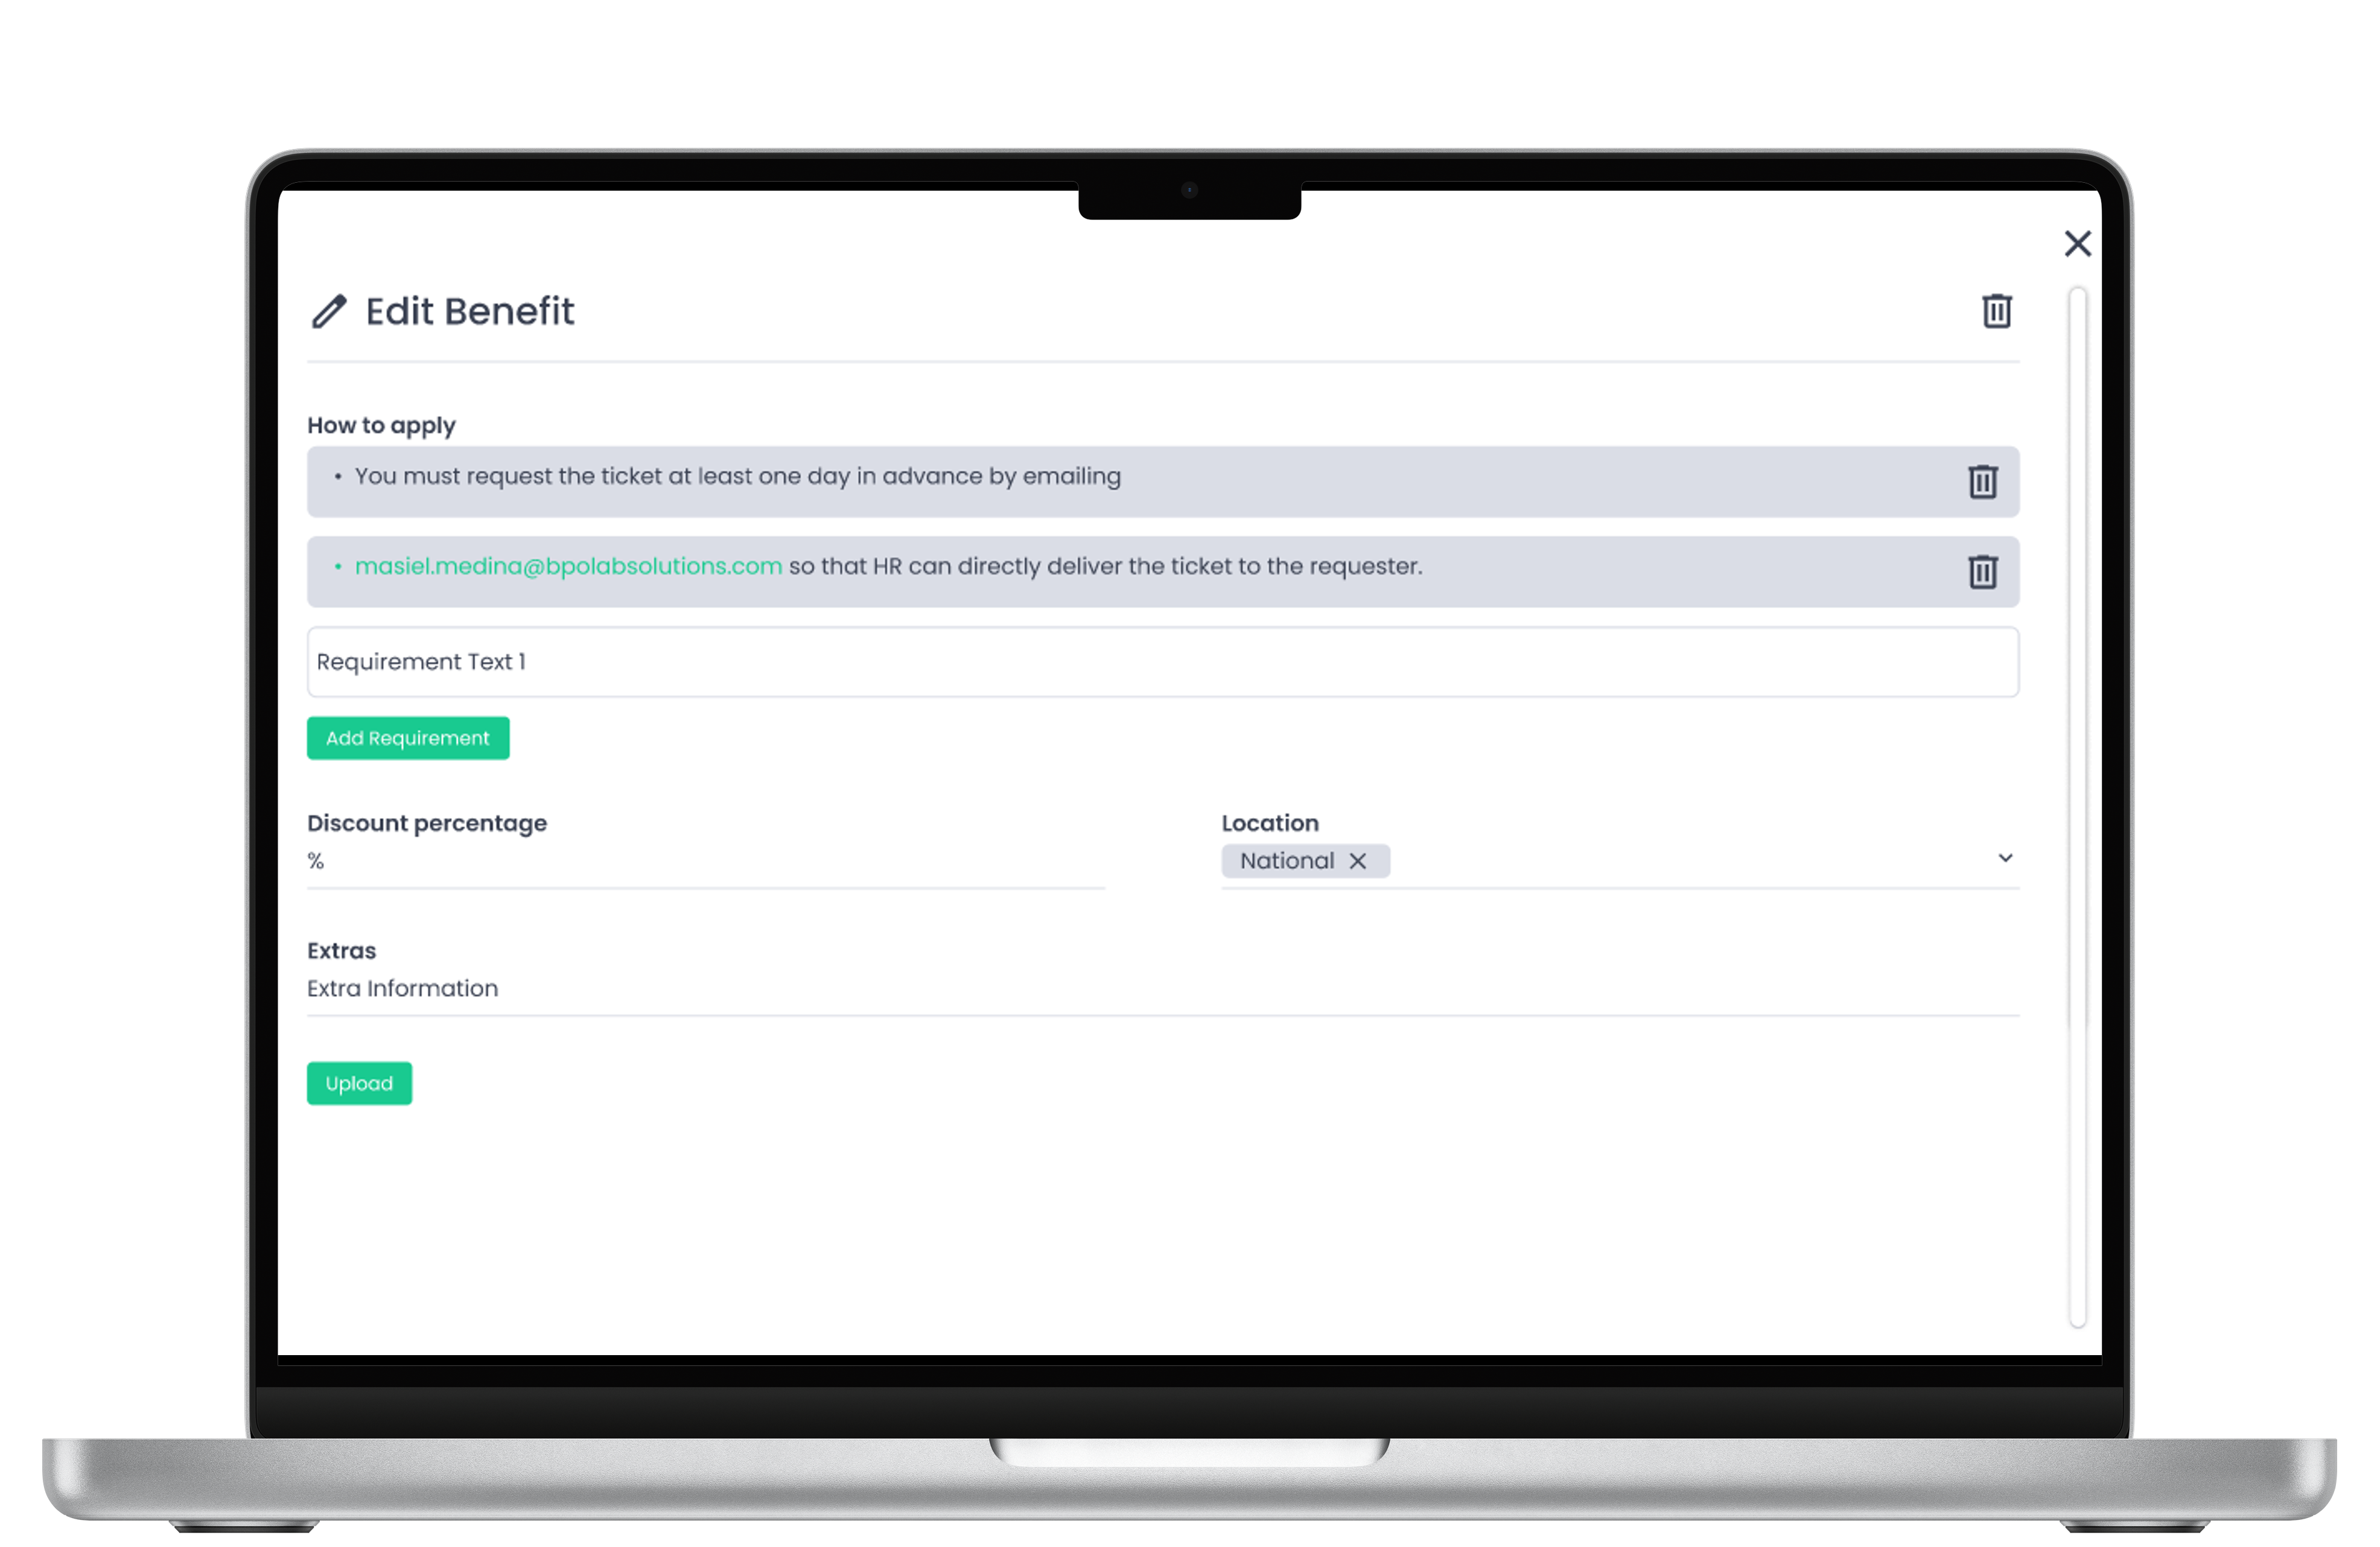 Edit Benefit
How to apply
• You must request the ticket at least one day in advance by emailing
• masiel.medina@bpolabsolutions.com so that HR can directly deliver the ticket to the requester.
Requirement Text 1
Add Requirement
Discount percentage
Location
%
National
Extras
Extra Information
Upload